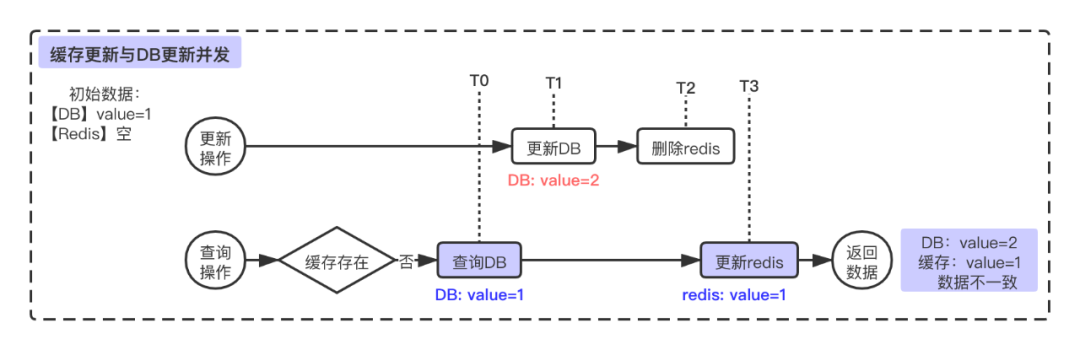 缓存更新与DB更新并发
初始数据：
【DB】value=1
【Redis】空
T0
T1
T2
T3
更新
操作
更新DB
删除redis
DB: value=2
查询
操作
缓存存在
否
查询DB
更新redis
返回
数据
DB: value=1
redis: value=1
DB：value=2
缓存：value=1
数据不一致